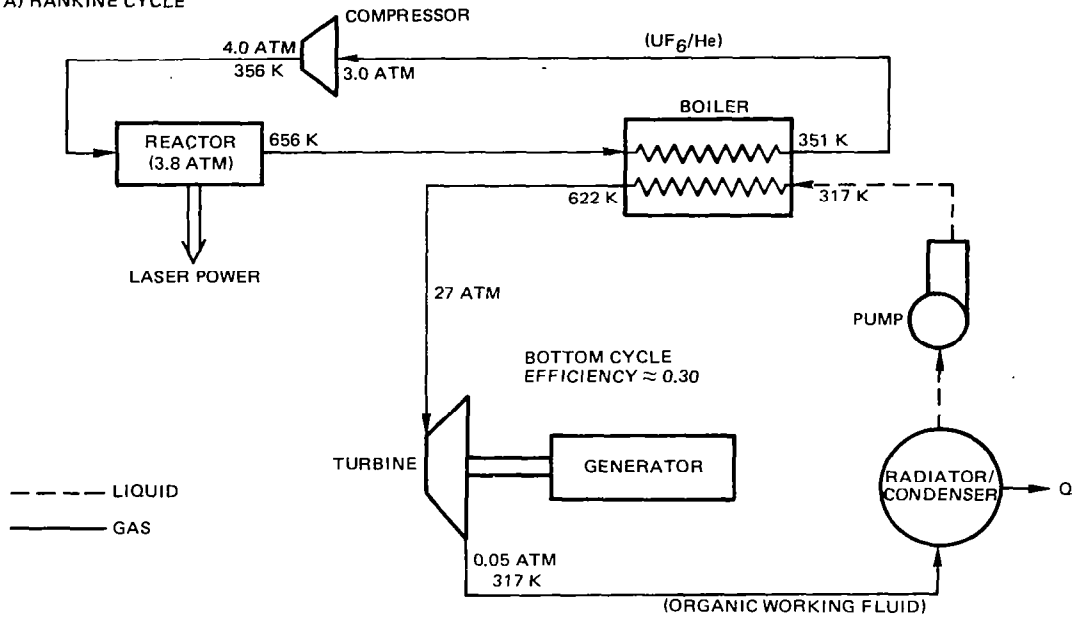 A) RANKINE CYCLE
COMPRESSOR
4.0 ATM
356 K
3.0 ATM
(UF6/He)
BOILER
REACTOR
(3.8 ATM)
656 K
351 K
622 K
317 K
LASER POWER
27 ATM
PUMP
BOTTOM CYCLE
EFFICIENCY ≈ 0.30
TURBINE
GENERATOR
RADIATOR/
CONDENSER
Q
LIQUID
GAS
0.05 ATM
317 K
(ORGANIC WORKING FLUID)